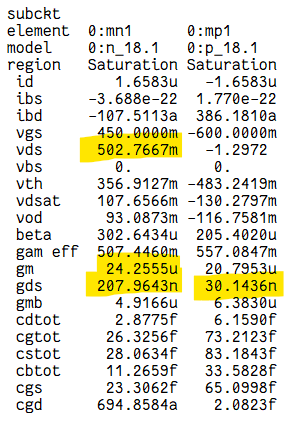 subckt
element 0:mn1 0:mp1
model 0:n_18.1 0:p_18.1
region Saturation Saturation
id 1.6583u -1.6583u
ibs -3.688e-22 1.770e-22
ibd -107.5113a 386.1810a
vgs 450.0000m -600.0000m
vds 502.7667m -1.2972
vbs 0. 0.
vth 356.9127m -483.2419m
vdsat 107.6566m -130.2797m
vod 93.0873m -116.7581m
beta 302.6434u 205.4020u
gam eff 507.4460m 557.0847m
gm 24.2555u 20.7953u
gds 207.9643n 30.1436n
gmb 4.9166u 6.3830u
cdtot 2.8775f 6.1590f
cgtot 26.3256f 73.2123f
cstot 28.0634f 83.1843f
cbtot 11.2659f 33.5828f
cgs 23.3062f 65.0998f
cgd 694.8584a 2.0823f